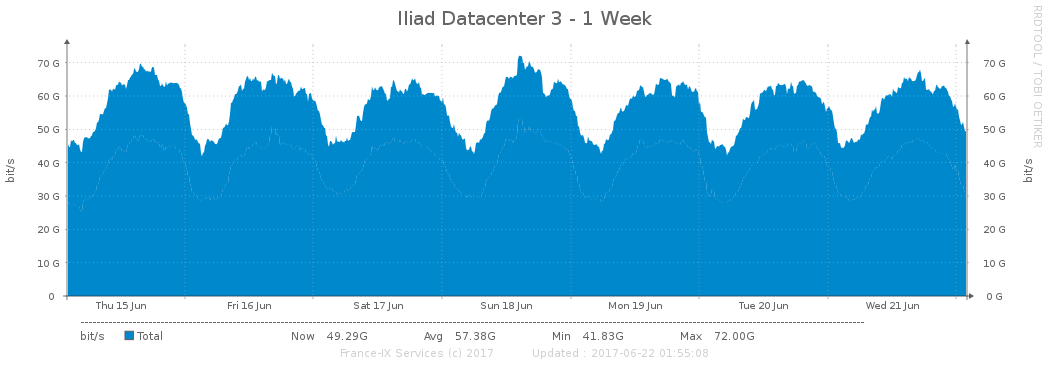 Iliad Datacenter 3 - 1 Week
RRDTOOL / TOBI OETIKER
70 G 70 G
60 G 60 G
50 G 50 G
40 G 40 G
30 G 30 G
20 G 20 G
10 G 10 G
0 0 G
bit/s bit/s
Thu 15 Jun Fri 16 Jun Sat 17 Jun Sun 18 Jun Mon 19 Jun Tue 20 Jun Wed 21 Jun
bit/s Total Now 49.29G Avg 57.38G Min 41.83G Max 72.00G
France-IX Services (c) 2017 Updated : 2017-06-22 01:55:08